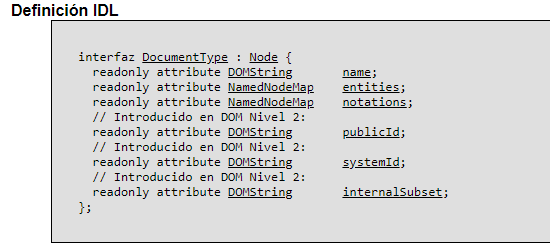 Definición IDL
interfaz DocumentType : Node {
readonly attribute DOMString name;
readonly attribute NamedNodeMap entities;
readonly attribute NamedNodeMap notations;
// Introducido en DOM Nivel 2:
readonly attribute DOMString publicId;
// Introducido en DOM Nivel 2:
readonly attribute DOMString systemId;
// Introducido en DOM Nivel 2:
readonly attribute DOMString internalSubset;
};